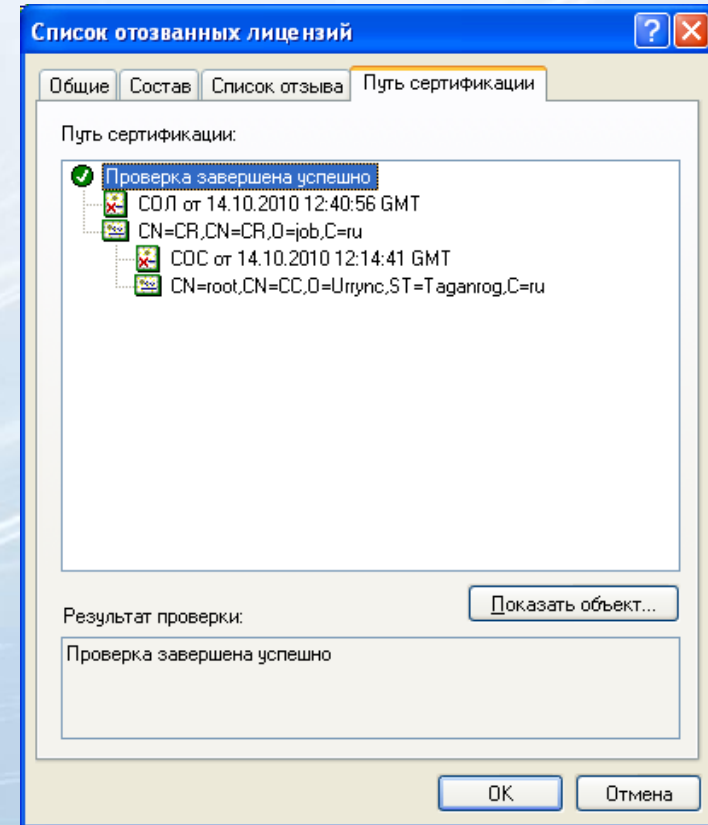 Список отозванных лицензий
Общие Состав Список отзыва Путь сертификации
Путь сертификации:
Проверка завершена успешно
СОЛ от 14.10.2010 12:40:56 GMT
CN=CR,CN=CR,O=job,C=ru
СОС от 14.10.2010 12:14:41 GMT
CN=root,CN=CC,O=Urrync,ST=Taganrog,C=ru
Показать объект...
Результат проверки:
Проверка завершена успешно
OK Отмена